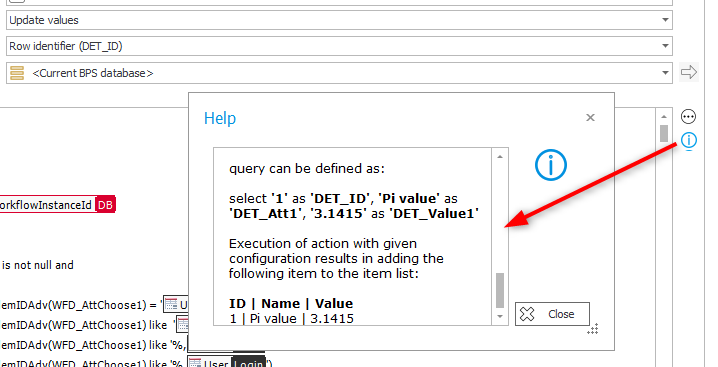 Update values
Row identifier (DET_ID)
<Current BPS database>
Help
query can be defined as:
select '1' as 'DET_ID', 'Pi value' as
'DET_Att1', '3.1415' as 'DET_Value1'
Execution of action with given
configuration results in adding the
following item to the item list:
ID | Name | Value
1 | Pi value | 3.1415
Close
orkflowInstanceId DB
is not null and
emIDAdv(WFD_AttChoose1) = ' U
emIDAdv(WFD_AttChoose1) like '
emIDAdv(WFD_AttChoose1) like '%,
emIDAdv(WFD_AttChoose1) like '%, User Login ')